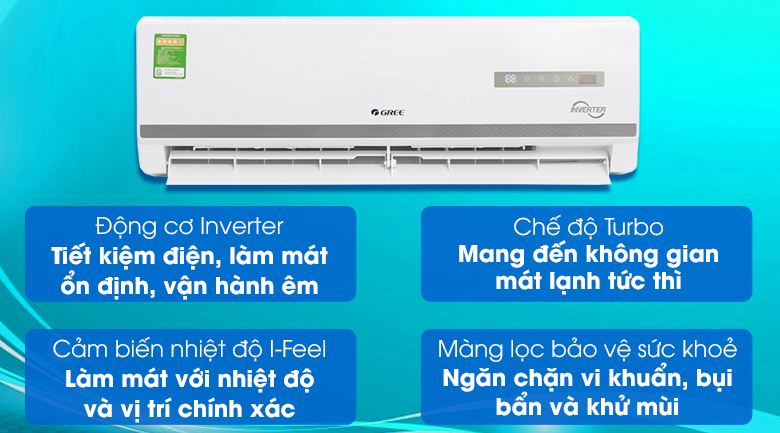 88
GREE
INVERTER
Động cơ Inverter
Tiết kiệm điện, làm mát
ổn định, vận hành êm
Chế độ Turbo
Mang đến không gian
mát lạnh tức thì
Cảm biến nhiệt độ I-Feel
Làm mát với nhiệt độ
và vị trí chính xác
Màng lọc bảo vệ sức khoẻ
Ngăn chặn vi khuẩn, bụi
bẩn và khử mùi